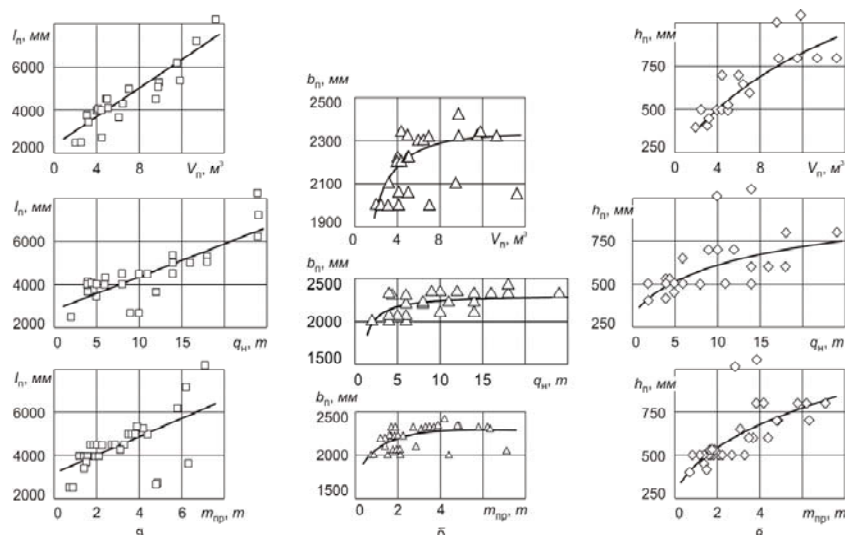 lп, мм
6000
4000
2000
0 4 8 Vп, м³
lп, мм
6000
4000
2000
0 5 10 15 qн, т
lп, мм
6000
4000
2000
0 2 4 6 mпр, т
bп, мм
2500
2300
2100
1900
0 4 8 Vп, м³
bп, мм
2500
2000
1500
0 5 10 16 qн, т
bп, мм
2500
2000
1500
0 2 4 mпр, т
hп, мм
750
500
250
0 4 8 Vп, м³
hп, мм
750
500
250
0 5 10 15 qн, т
hп, мм
750
500
250
0 2 4 6 mпр, т